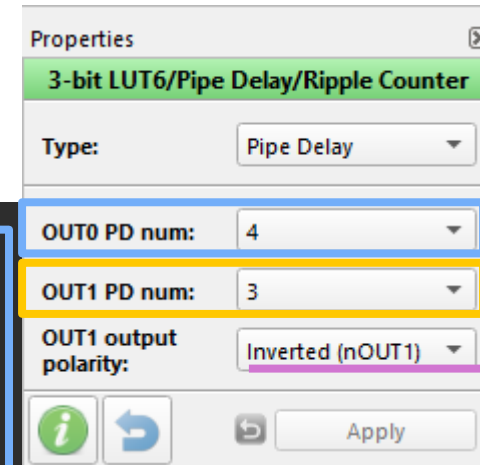 Properties
3-bit LUT6/Pipe Delay/Ripple Counter
Type: Pipe Delay
OUT0 PD num: 4
OUT1 PD num: 3
OUT1 output
polarity: Inverted (nOUT1)
Apply